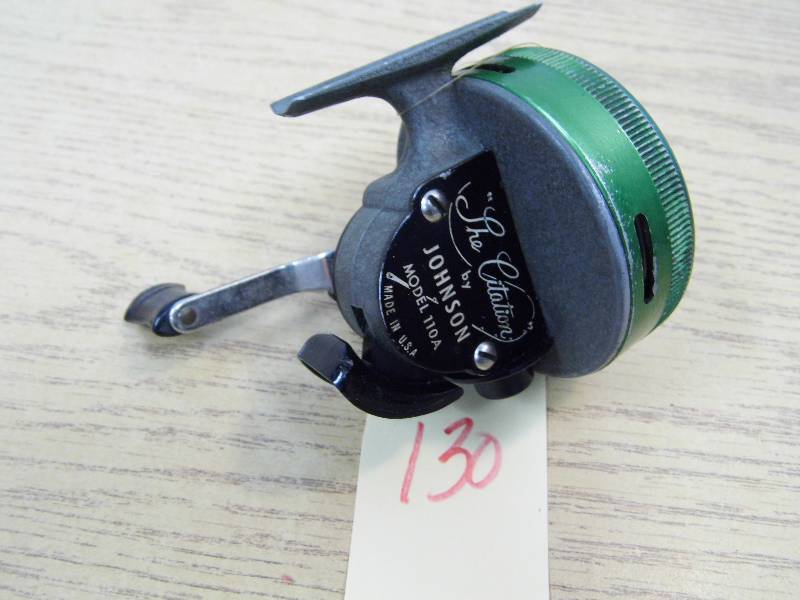 "The Citation"
by
JOHNSON
MODEL 110A
MADE IN U.S.A
130